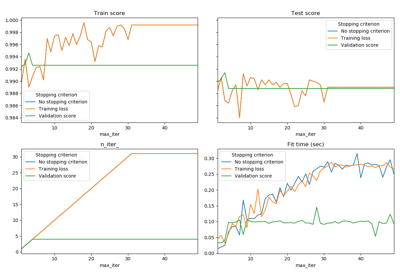 Train score
Test score
1.000
0.998
0.996
0.994
0.992
0.990
0.988
0.986
0.984
Stopping criterion
No stopping criterion
Training loss
Validation score
Stopping criterion
No stopping criterion
Training loss
Validation score
10 20 30 40
max_iter
10 20 30 40
max_iter
n_iter_
Fit time (sec)
30
25
20
15
10
5
0
Stopping criterion
No stopping criterion
Training loss
Validation score
0.30
0.25
0.20
0.15
0.10
0.05
0.00
Stopping criterion
No stopping criterion
Training loss
Validation score
10 20 30 40
max_iter
10 20 30 40
max_iter